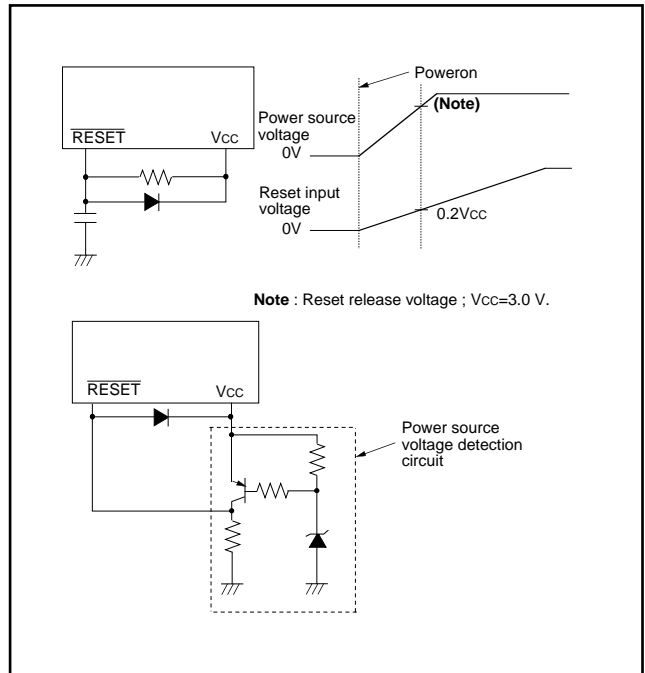 Poweron
(Note)
RESET VCC
Power source
voltage
0V
Reset input
voltage
0V
0.2VCC
Note : Reset release voltage ; VCC=3.0 V.
RESET VCC
Power source
voltage detection
circuit